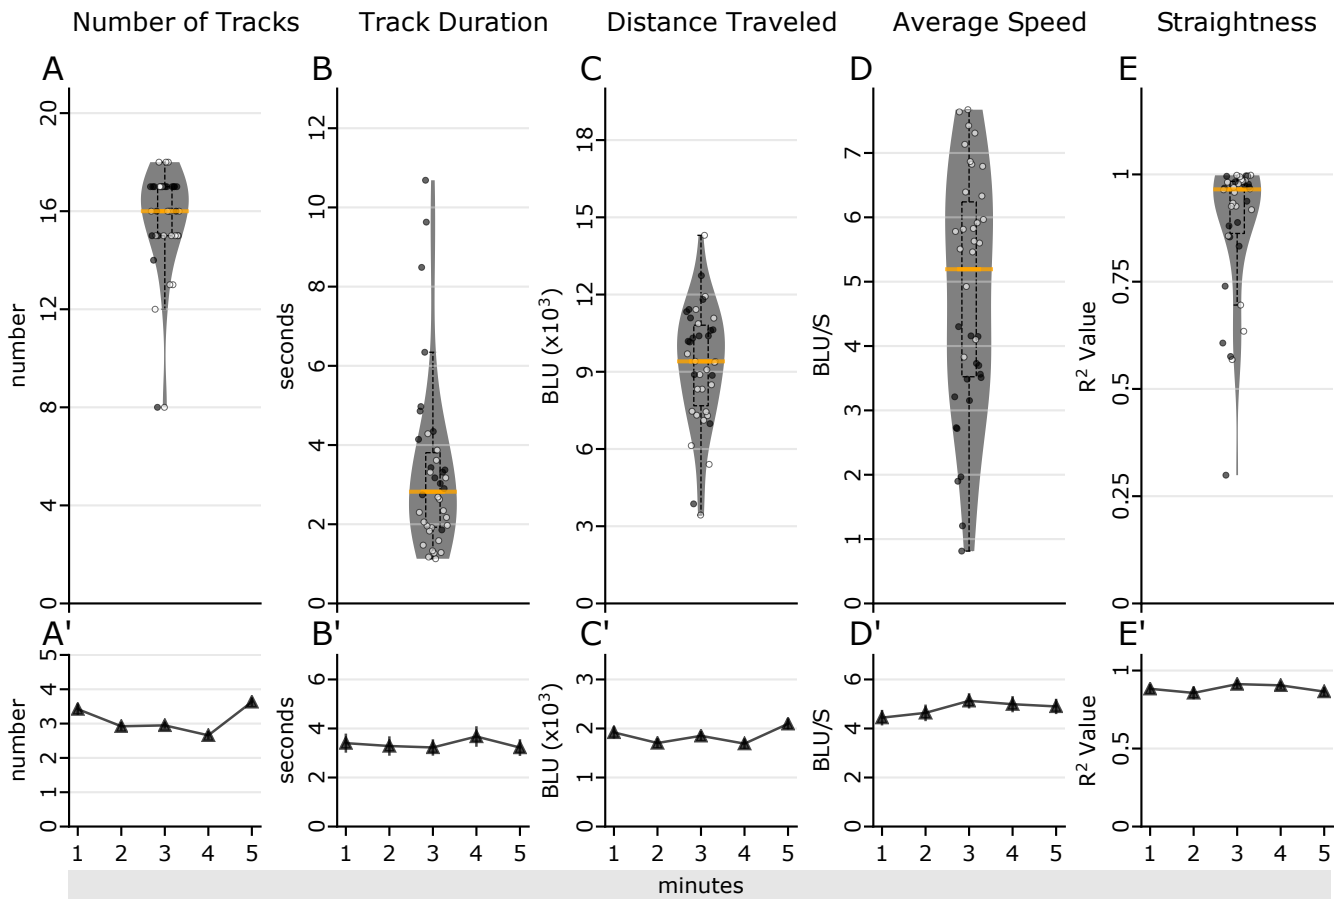 Number of Tracks
Track Duration
Distance Traveled
Average Speed
Straightness
A
B
C
D
E
number
20
16
12
8
4
0
seconds
12
10
8
6
4
2
0
BLU (x10³)
18
15
12
9
6
3
0
BLU/S
7
6
5
4
3
2
1
0
R² Value
1
0.75
0.5
0.25
0
A'
B'
C'
D'
E'
number
5
4
3
2
1
0
1 2 3 4 5
seconds
6
4
2
0
1 2 3 4 5
BLU (x10³)
3
2
1
0
1 2 3 4 5
BLU/S
6
4
2
0
1 2 3 4 5
R² Value
1
0.5
0
1 2 3 4 5
minutes